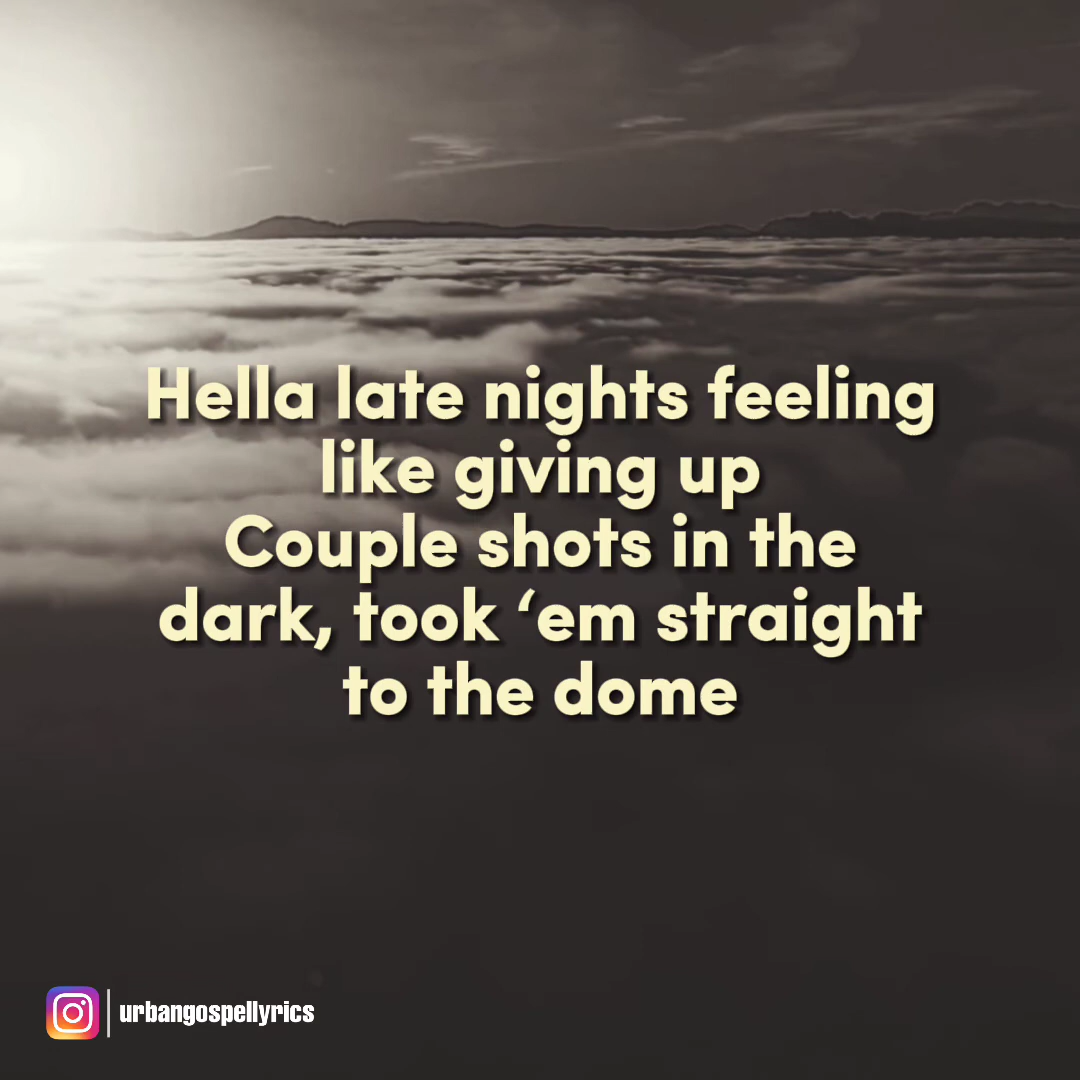 Hella late nights feeling
like giving up
Couple shots in the
dark, took ‘em straight
to the dome
urbangospellyrics